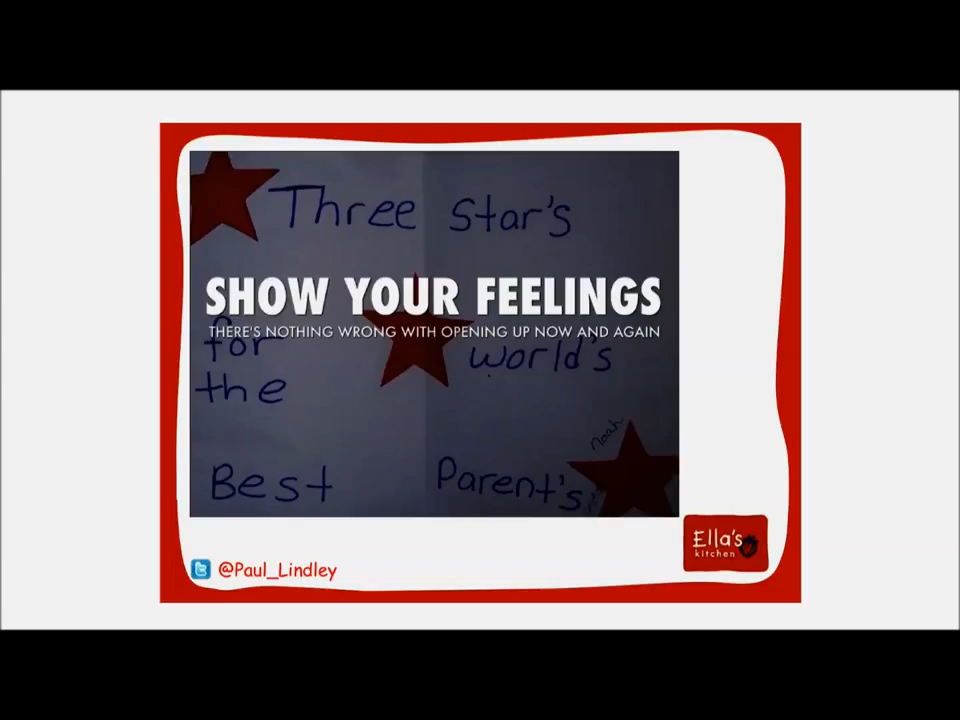 Three Star's
SHOW YOUR FEELINGS
THERE'S NOTHING WRONG WITH OPENING UP NOW AND AGAIN
for
world's
the
noah
Best
Parent's
Ella's
kitchen
@Paul_Lindley